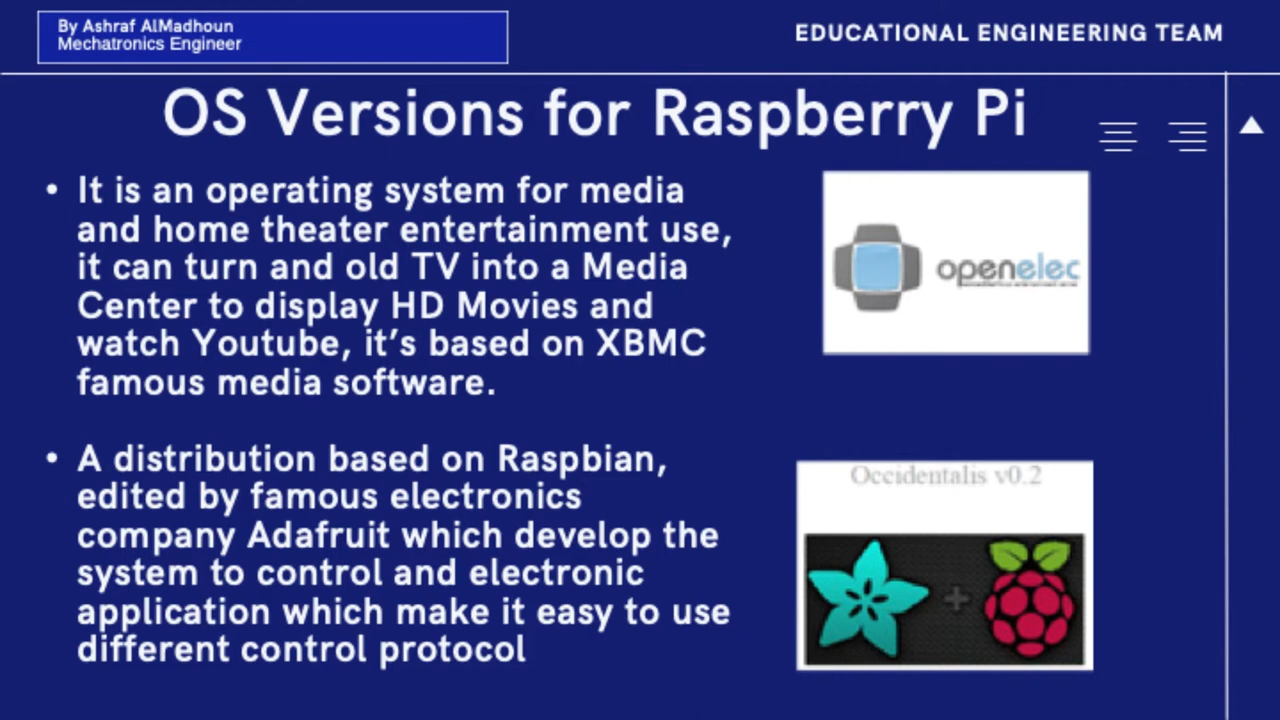 By Ashraf AlMadhoun
Mechatronics Engineer
EDUCATIONAL ENGINEERING TEAM
OS Versions for Raspberry Pi
• It is an operating system for media
and home theater entertainment use,
it can turn and old TV into a Media
Center to display HD Movies and
watch Youtube, it’s based on XBMC
famous media software.
openelec
• A distribution based on Raspbian,
edited by famous electronics
company Adafruit which develop the
system to control and electronic
application which make it easy to use
different control protocol
Occidentalis v0.2
+